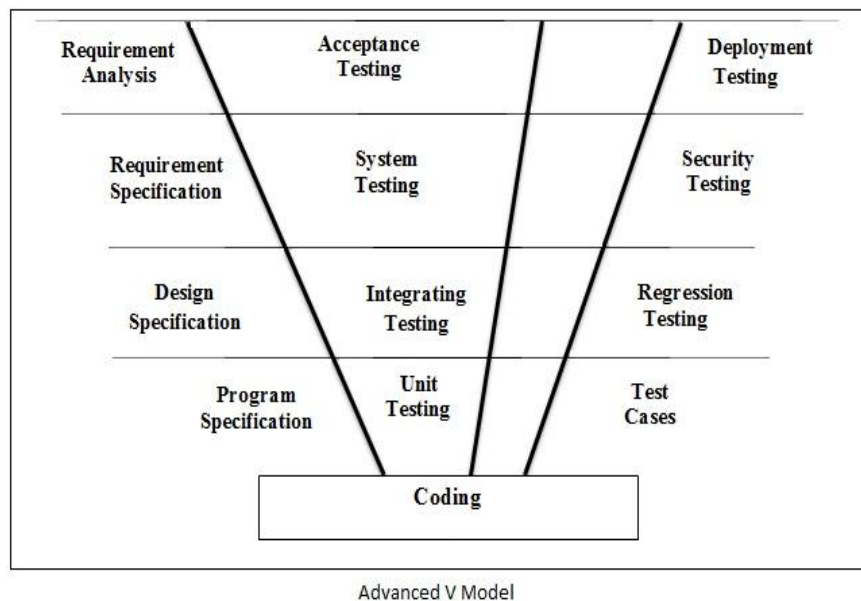 Requirement
Analysis
Acceptance
Testing
Deployment
Testing
Requirement
Specification
System
Testing
Security
Testing
Design
Specification
Integrating
Testing
Regression
Testing
Program
Specification
Unit
Testing
Test
Cases
Coding
Advanced V Model